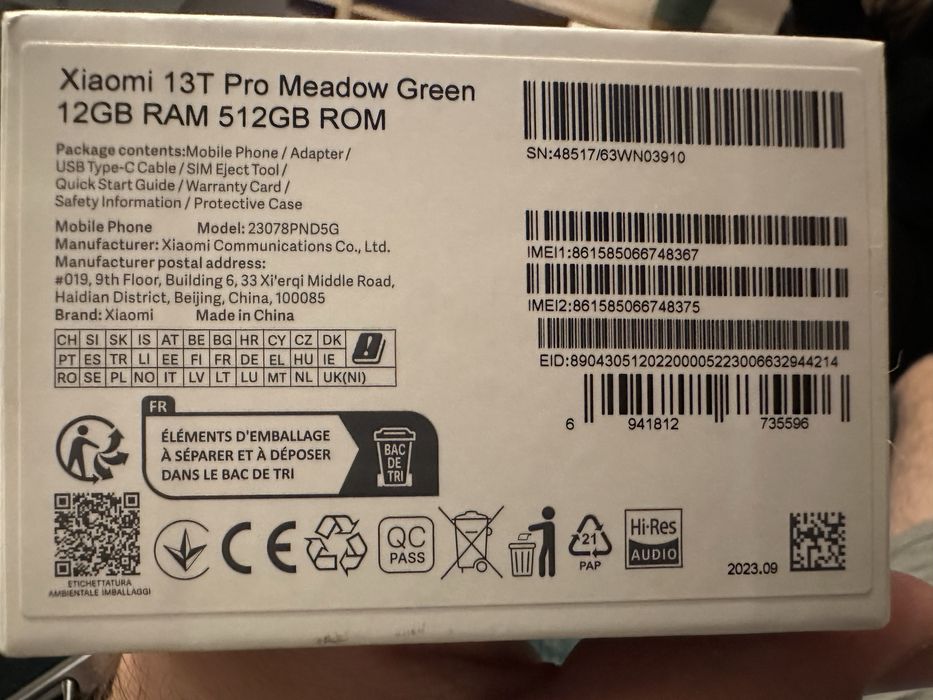 Xiaomi 13T Pro Meadow Green
12GB RAM 512GB ROM
Package contents:Mobile Phone / Adapter /
USB Type-C Cable / SIM Eject Tool /
Quick Start Guide / Warranty Card /
Safety Information / Protective Case
Mobile Phone Model: 23078PND5G
Manufacturer: Xiaomi Communications Co., Ltd.
Manufacturer postal address:
#019, 9th Floor, Building 6, 33 Xi'erqi Middle Road,
Haidian District, Beijing, China, 100085
Brand: Xiaomi Made in China
CH SI SK IS AT BE BG HR CY CZ DK
PT ES TR LI EE FI FR DE EL HU IE
RO SE PL NO IT LV LT LU MT NL UK(NI)
SN:48517/63WN03910
IMEI1:861585066748367
IMEI2:861585066748375
EID:89043051202200005223006632944214
6 941812 735596
FR
ÉLÉMENTS D'EMBALLAGE
À SÉPARER ET À DÉPOSER
DANS LE BAC DE TRI
BAC
DE
TRI
ETICHETTATURA
AMBIENTALE IMBALLAGGI
CE
QC
PASS
21
PAP
Hi-Res
AUDIO
2023.09